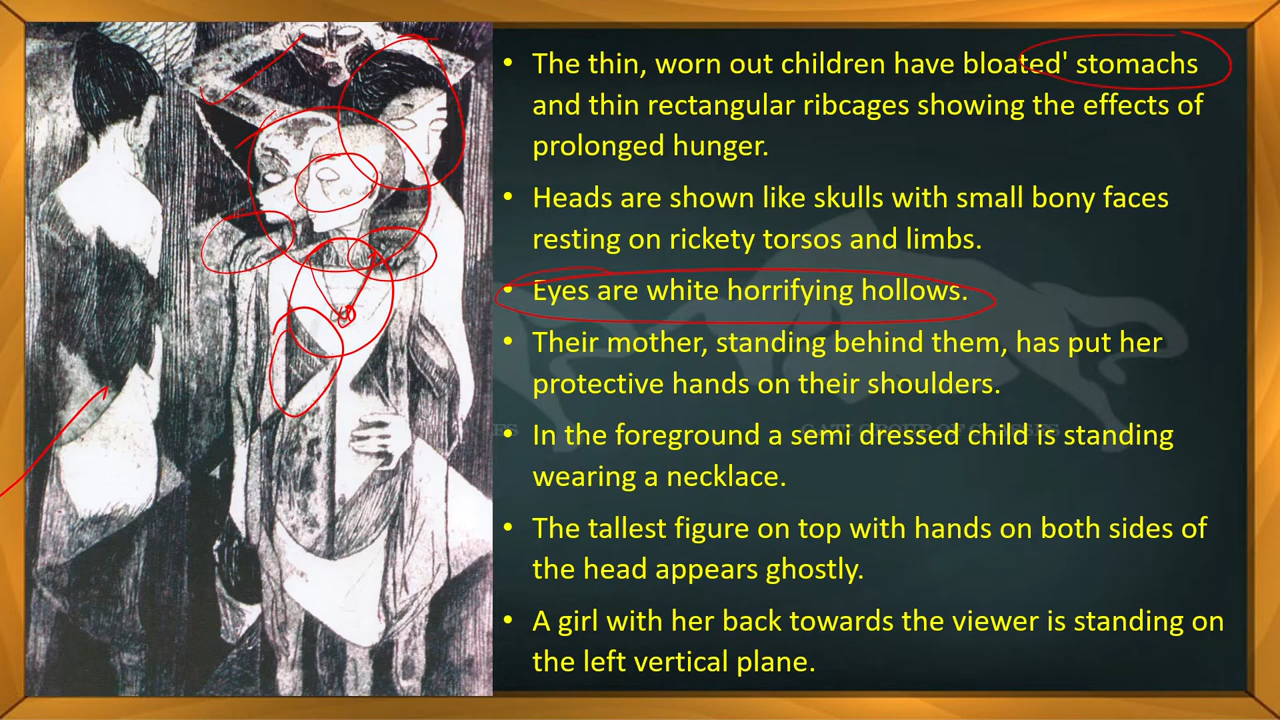 • The thin, worn out children have bloated' stomachs
and thin rectangular ribcages showing the effects of
prolonged hunger.
• Heads are shown like skulls with small bony faces
resting on rickety torsos and limbs.
• Eyes are white horrifying hollows.
• Their mother, standing behind them, has put her
protective hands on their shoulders.
• In the foreground a semi dressed child is standing
wearing a necklace.
• The tallest figure on top with hands on both sides of
the head appears ghostly.
• A girl with her back towards the viewer is standing on
the left vertical plane.